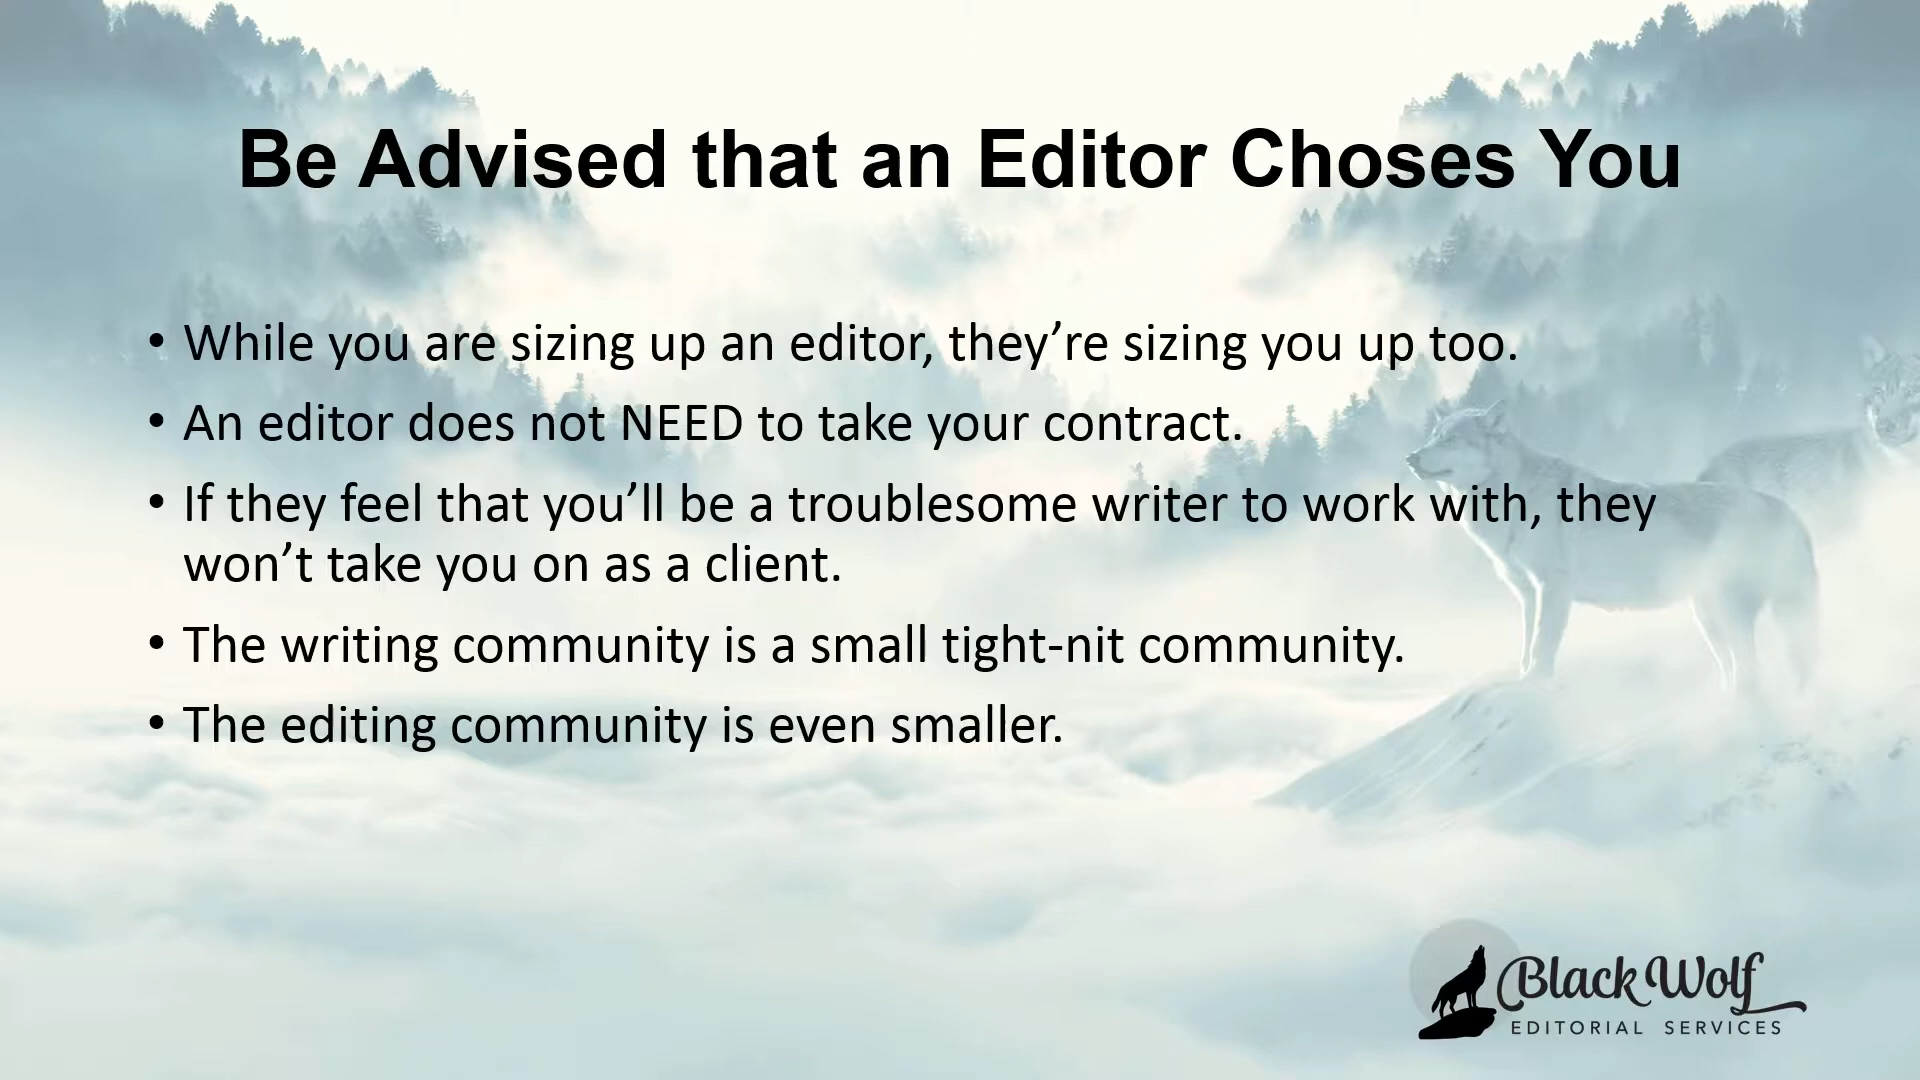 Be Advised that an Editor Choses You
• While you are sizing up an editor, they’re sizing you up too.
• An editor does not NEED to take your contract.
• If they feel that you’ll be a troublesome writer to work with, they
won’t take you on as a client.
• The writing community is a small tight-nit community.
• The editing community is even smaller.
Black Wolf
EDITORIAL SERVICES